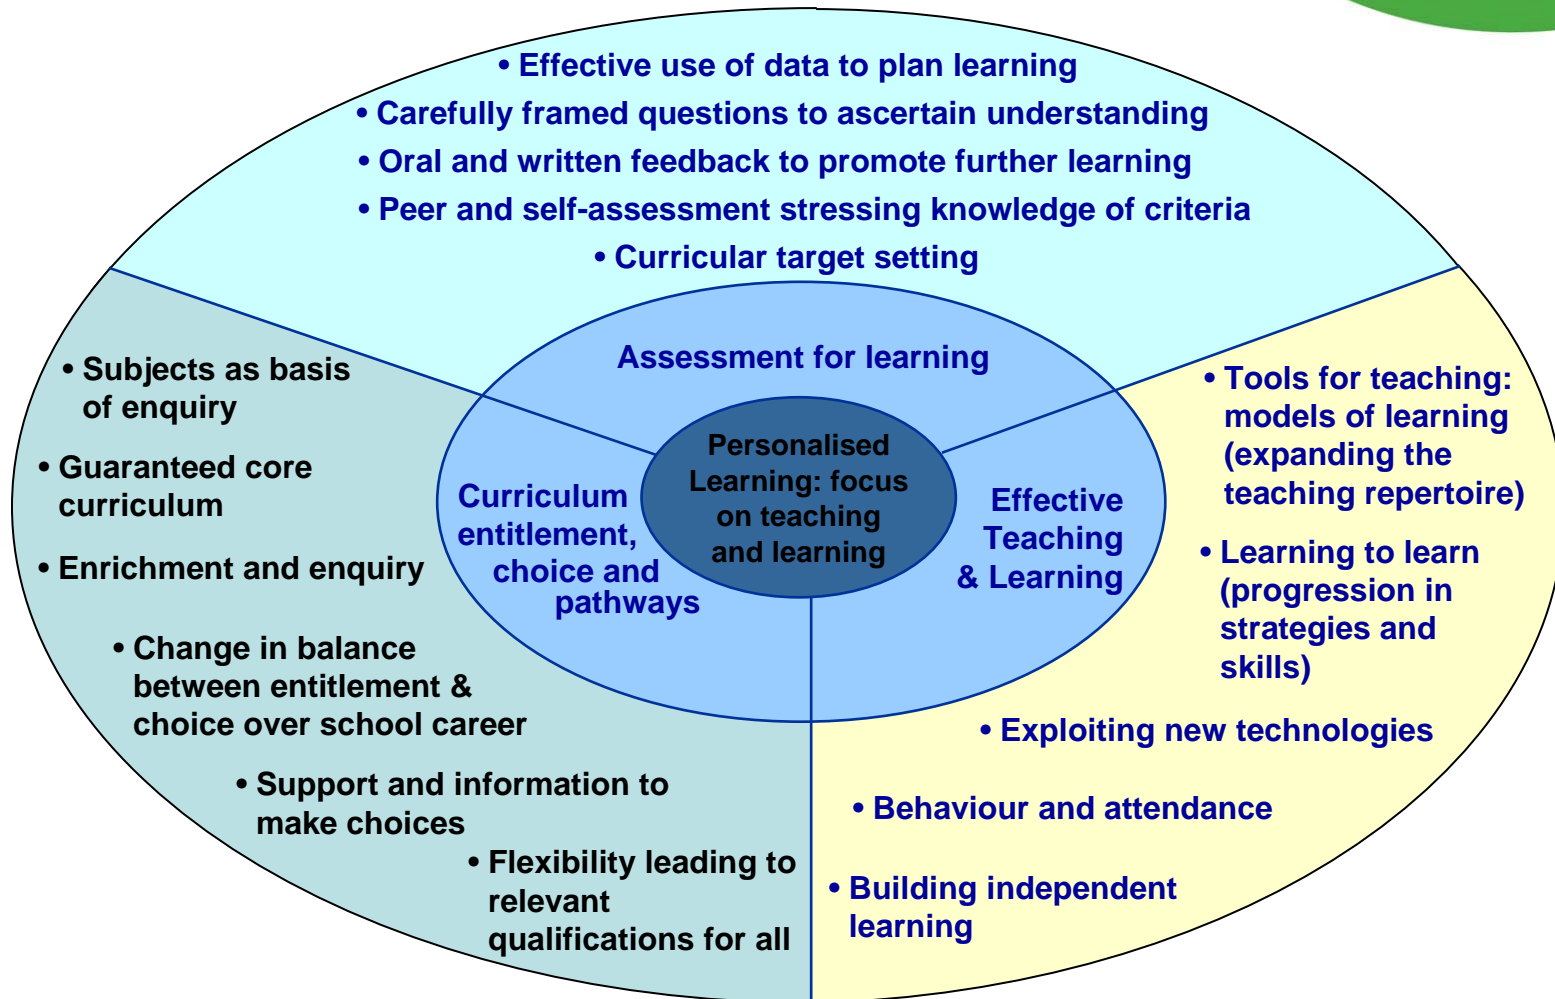 • Effective use of data to plan learning
• Carefully framed questions to ascertain understanding
• Oral and written feedback to promote further learning
• Peer and self-assessment stressing knowledge of criteria
• Curricular target setting
Assessment for learning
Personalised
Learning: focus
on teaching
and learning
Curriculum
entitlement,
choice and
pathways
Effective
Teaching
& Learning
• Subjects as basis
of enquiry
• Guaranteed core
curriculum
• Enrichment and enquiry
• Change in balance
between entitlement &
choice over school career
• Support and information to
make choices
• Flexibility leading to
relevant
qualifications for all
• Tools for teaching:
models of learning
(expanding the
teaching repertoire)
• Learning to learn
(progression in
strategies and
skills)
• Exploiting new technologies
• Behaviour and attendance
• Building independent
learning